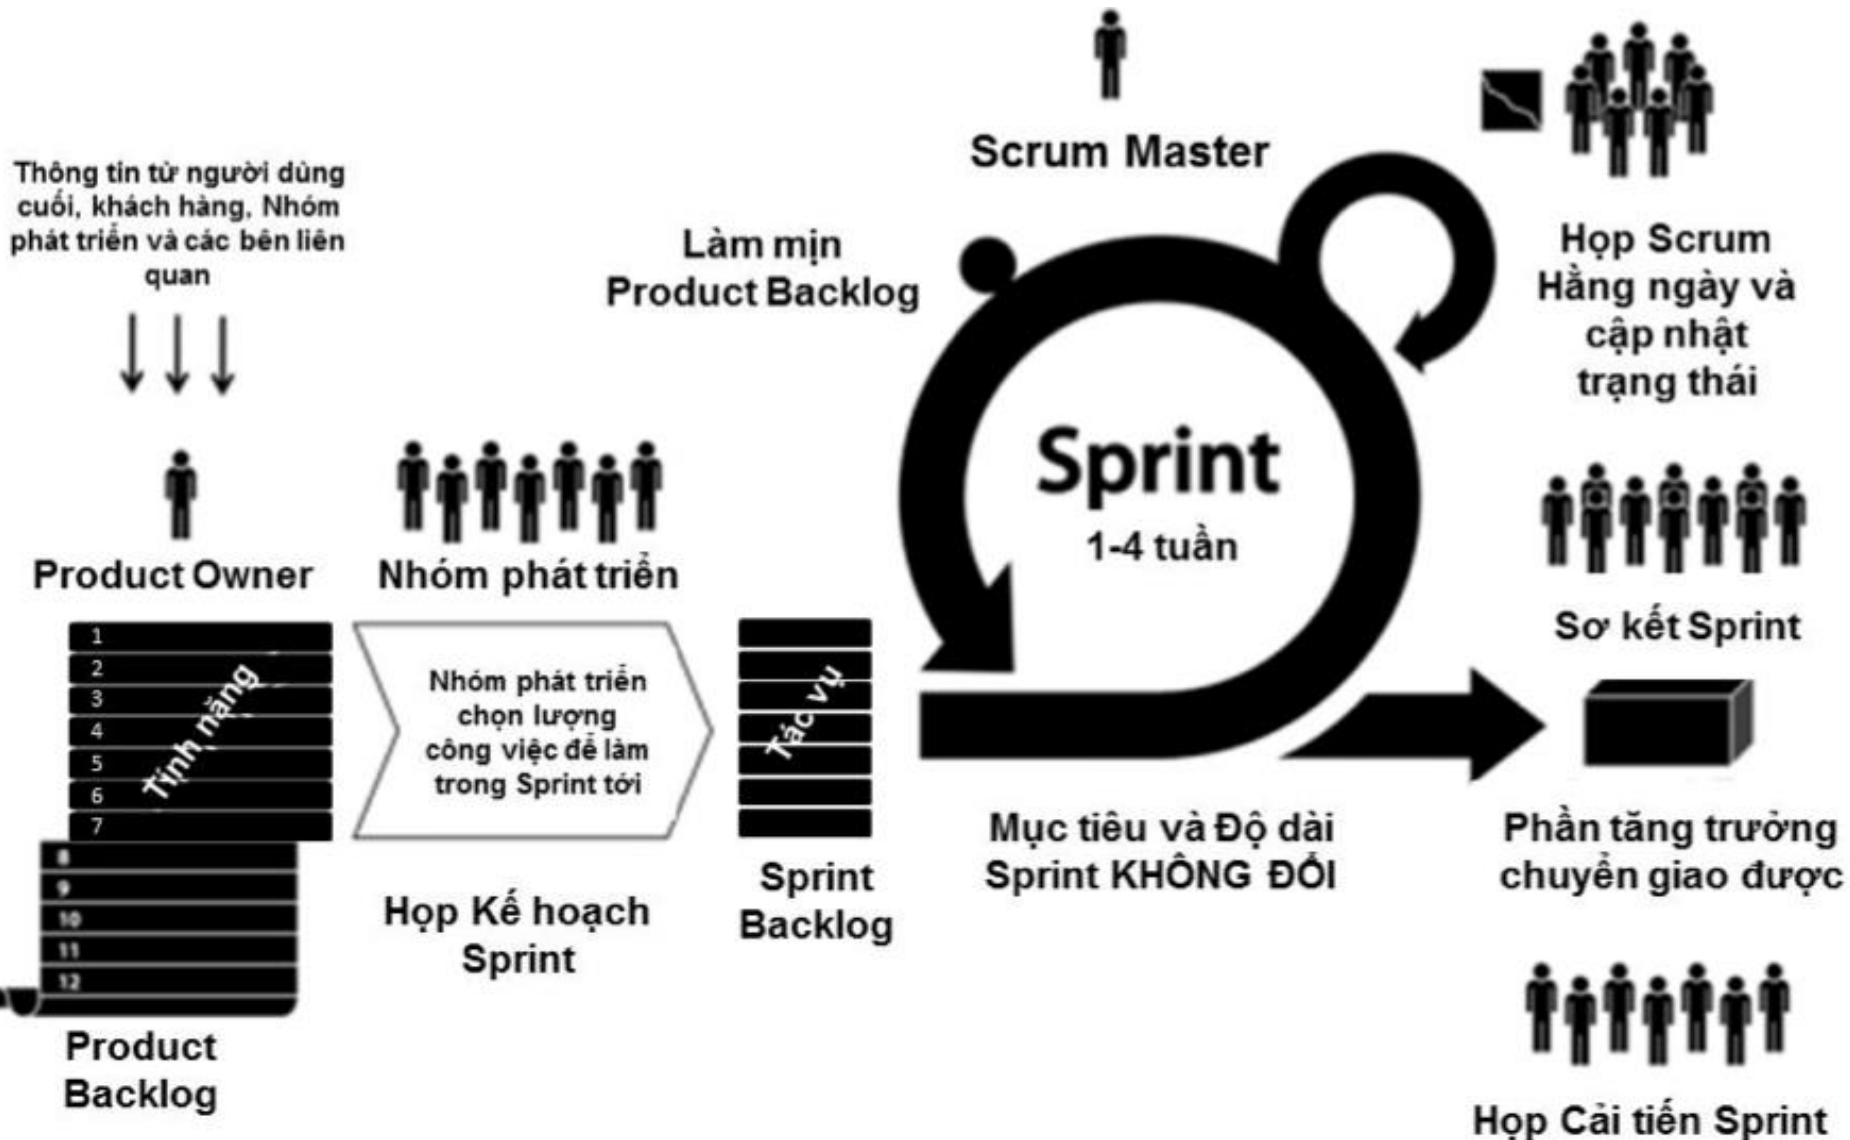 Scrum Master
Thông tin từ người dùng
cuối, khách hàng, Nhóm
phát triển và các bên liên
quan
Làm mịn
Product Backlog
Họp Scrum
Hằng ngày và
cập nhật
trạng thái
Sprint
1-4 tuần
Product Owner
Nhóm phát triển
Sơ kết Sprint
1
2
3
4
5
6
7
8
9
10
11
12
Tính năng
Nhóm phát triển
chọn lượng
công việc để làm
trong Sprint tới
Tác vụ
Mục tiêu và Độ dài
Sprint KHÔNG ĐỔI
Phần tăng trưởng
chuyển giao được
Sprint
Backlog
Họp Kế hoạch
Sprint
Product
Backlog
Họp Cải tiến Sprint